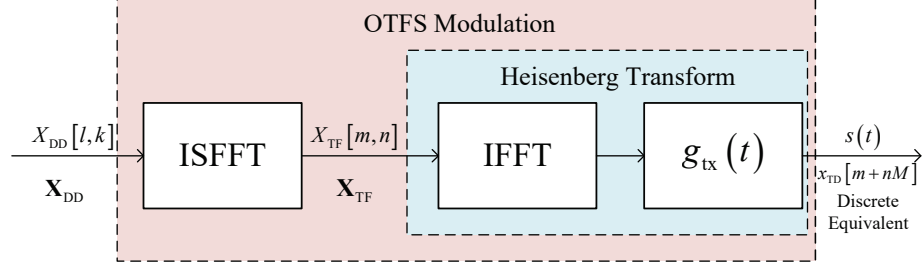 OTFS Modulation
Heisenberg Transform
X_DD[l,k]
X_DD
ISFFT
X_TF[m,n]
X_TF
IFFT
g_tx(t)
s(t)
x_TD[m+nM]
Discrete
Equivalent